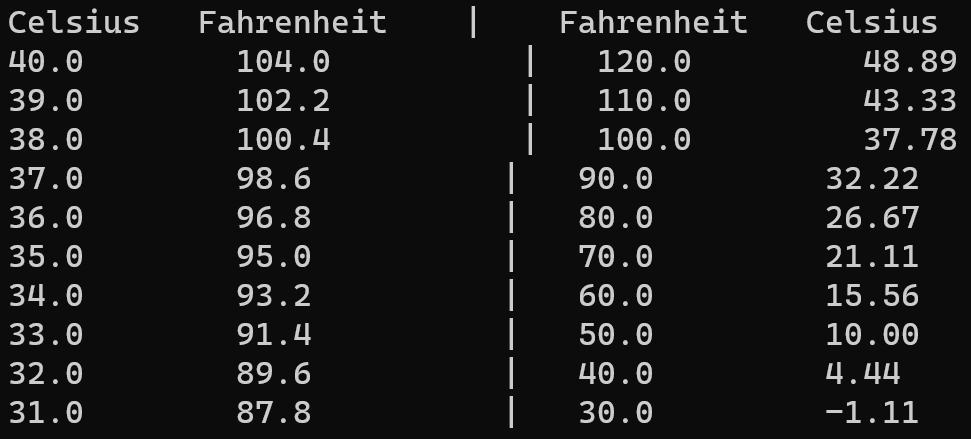 Celsius   Fahrenheit    |    Fahrenheit   Celsius
40.0        104.0          |   120.0         48.89
39.0        102.2          |   110.0         43.33
38.0        100.4          |   100.0         37.78
37.0        98.6          |   90.0         32.22
36.0        96.8          |   80.0         26.67
35.0        95.0          |   70.0         21.11
34.0        93.2          |   60.0         15.56
33.0        91.4          |   50.0         10.00
32.0        89.6          |   40.0         4.44
31.0        87.8          |   30.0         -1.11